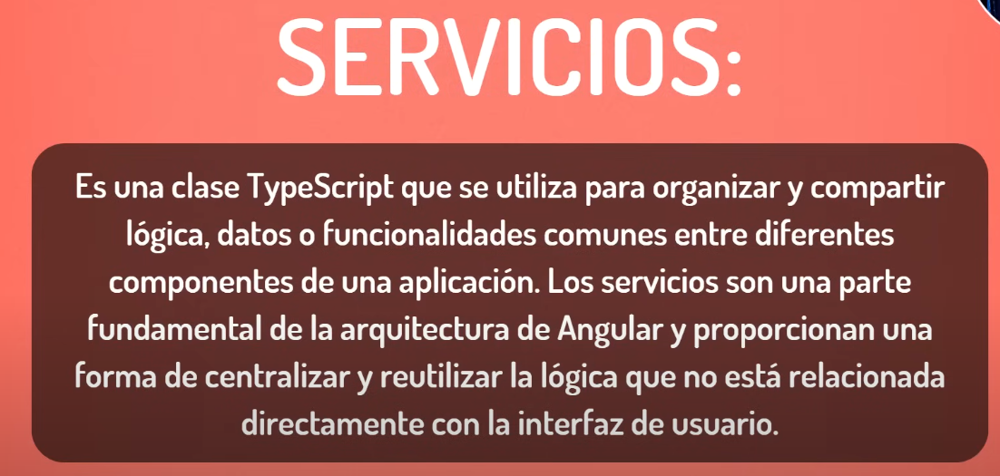 SERVICIOS:
Es una clase TypeScript que se utiliza para organizar y compartir
lógica, datos o funcionalidades comunes entre diferentes
componentes de una aplicación. Los servicios son una parte
fundamental de la arquitectura de Angular y proporcionan una
forma de centralizar y reutilizar la lógica que no está relacionada
directamente con la interfaz de usuario.